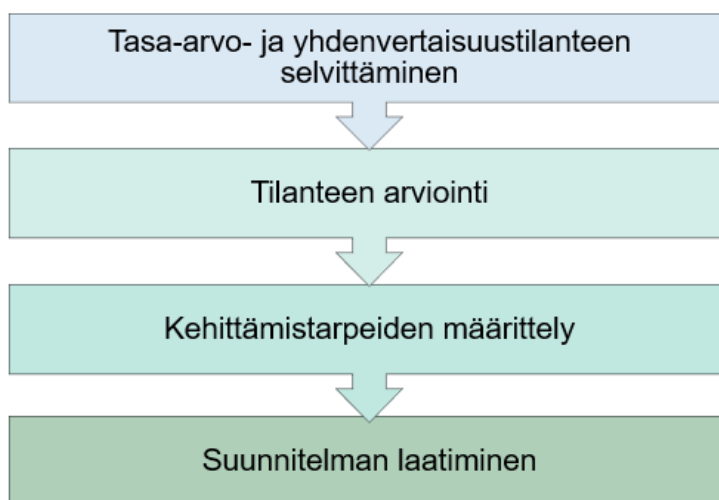 Tasa-arvo- ja yhdenvertaisuustilanteen
selvittäminen
Tilanteen arviointi
Kehittämistarpeiden määrittely
Suunnitelman laatiminen